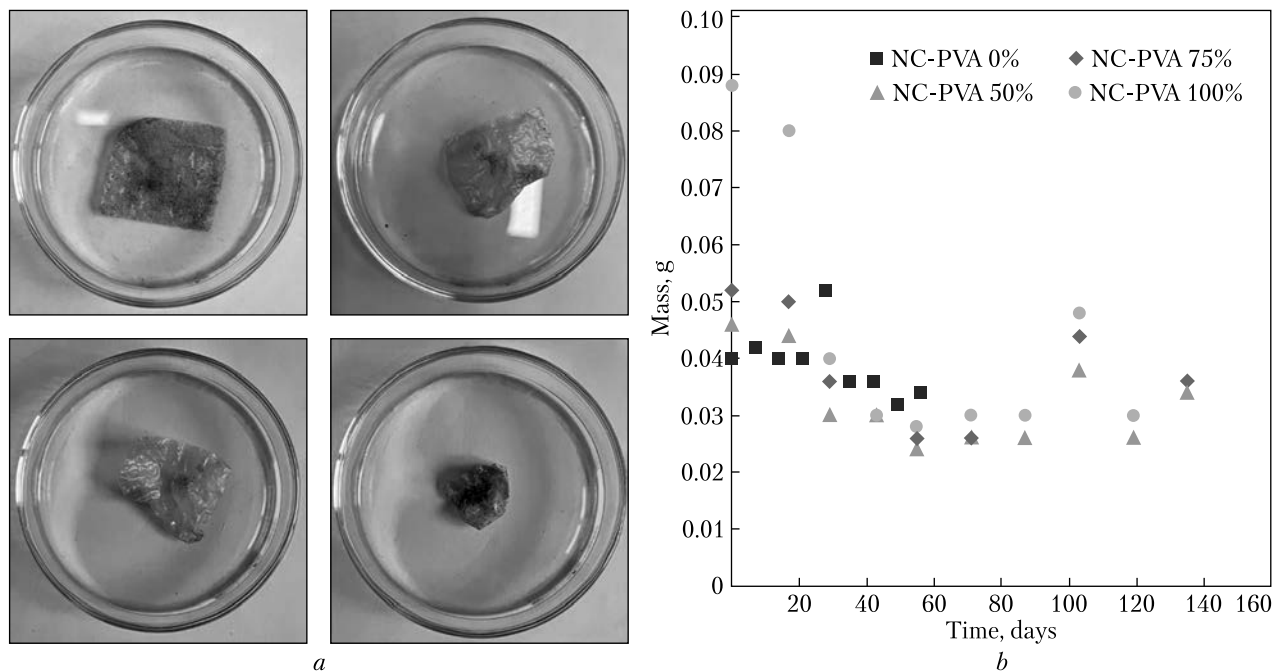 0.10
0.09
0.08
0.07
0.06
0.05
0.04
0.03
0.02
0.01
0
Mass, g
NC-PVA 0%
NC-PVA 75%
NC-PVA 50%
NC-PVA 100%
20 40 60 80 100 120 140 160
Time, days
a
b